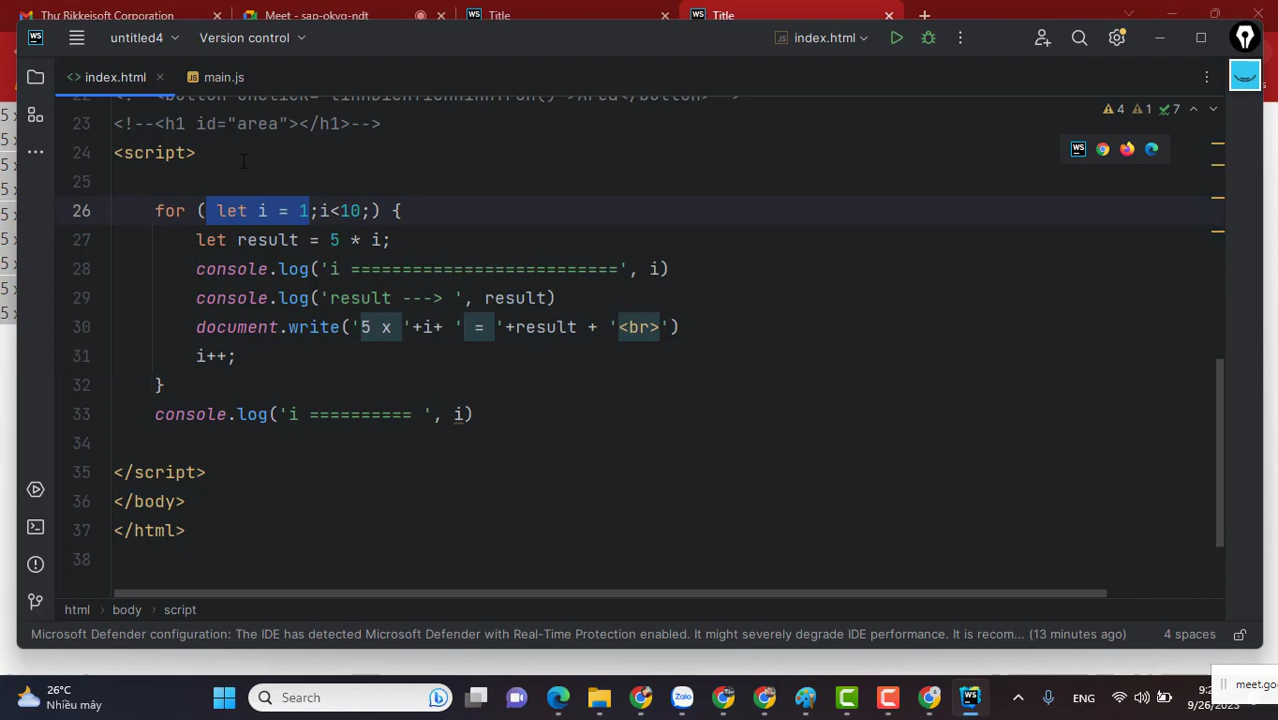 Thư Rikkeisoft Corporation
Meet - sap-okyq-ndt
Title
Title
untitled4
Version control
index.html
index.html
main.js
23 <!--<h1 id="area"></h1>-->
4 1 7
24 <script>
25
26 for ( let i = 1;i<10;) {
27 let result = 5 * i;
28 console.log('i ==========================', i)
29 console.log('result ---> ', result)
30 document.write('5 x '+i+ ' = '+result + '<br>')
31 i++;
32 }
33 console.log('i ========== ', i)
34
35 </script>
36 </body>
37 </html>
38
html > body > script
Microsoft Defender configuration: The IDE has detected Microsoft Defender with Real-Time Protection enabled. It might severely degrade IDE performance. It is recom... (13 minutes ago)
4 spaces
26°C
Nhiều mây
Search
ENG
meet.go